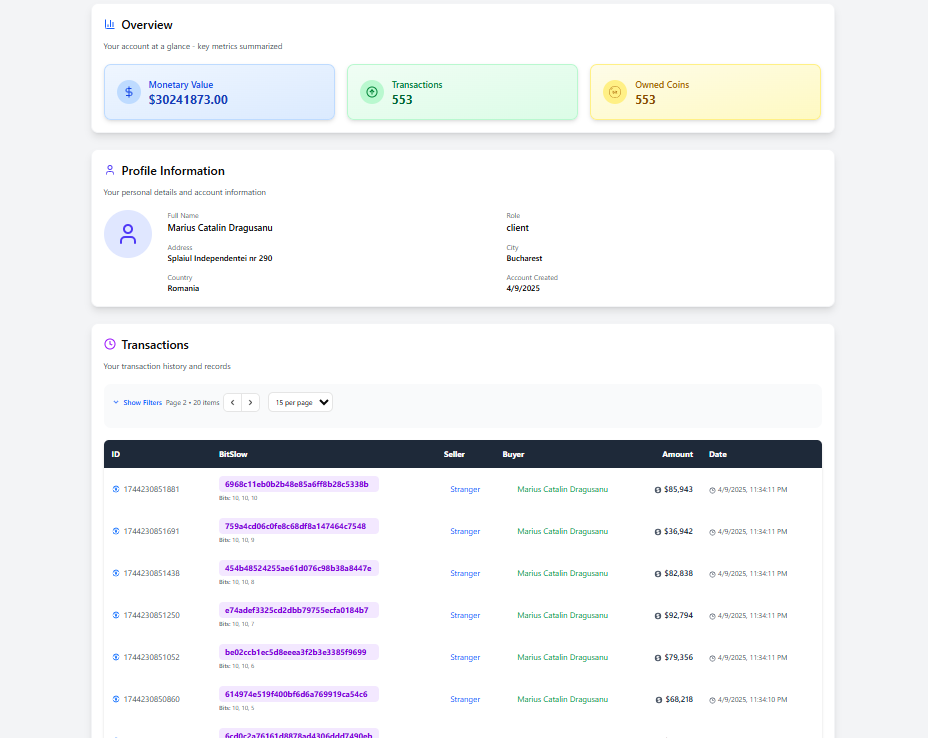 Overview
Your account at a glance - key metrics summarized
Monetary Value
$30241873.00
Transactions
553
Owned Coins
553
Profile Information
Your personal details and account information
Full Name
Marius Catalin Dragusanu
Role
client
Address
Splaiul Independentei nr 290
City
Bucharest
Country
Romania
Account Created
4/9/2025
Transactions
Your transaction history and records
Show Filters Page 2 • 20 items 15 per page
ID BitSlow Seller Buyer Amount Date
1744230851881 6968c11eb0b2b48e85a6ff8b28c5338b Stranger Marius Catalin Dragusanu $85,943 4/9/2025, 11:34:11 PM
Bits: 10, 10, 10
1744230851691 759a4cd06c0fe8c68df8a147464c7548 Stranger Marius Catalin Dragusanu $36,942 4/9/2025, 11:34:11 PM
Bits: 10, 10, 9
1744230851438 454b48524255ae61d076c98b38a8447e Stranger Marius Catalin Dragusanu $82,838 4/9/2025, 11:34:11 PM
Bits: 10, 10, 8
1744230851250 e74adef3325cd2dbb79755ecfa0184b7 Stranger Marius Catalin Dragusanu $92,794 4/9/2025, 11:34:11 PM
Bits: 10, 10, 7
1744230851052 be02ccb1ec5d8eeea3f2b3e3385f9699 Stranger Marius Catalin Dragusanu $79,356 4/9/2025, 11:34:11 PM
Bits: 10, 10, 6
1744230850860 614974e519f400bf6d6a769919ca54c6 Stranger Marius Catalin Dragusanu $68,218 4/9/2025, 11:34:10 PM
Bits: 10, 10, 5